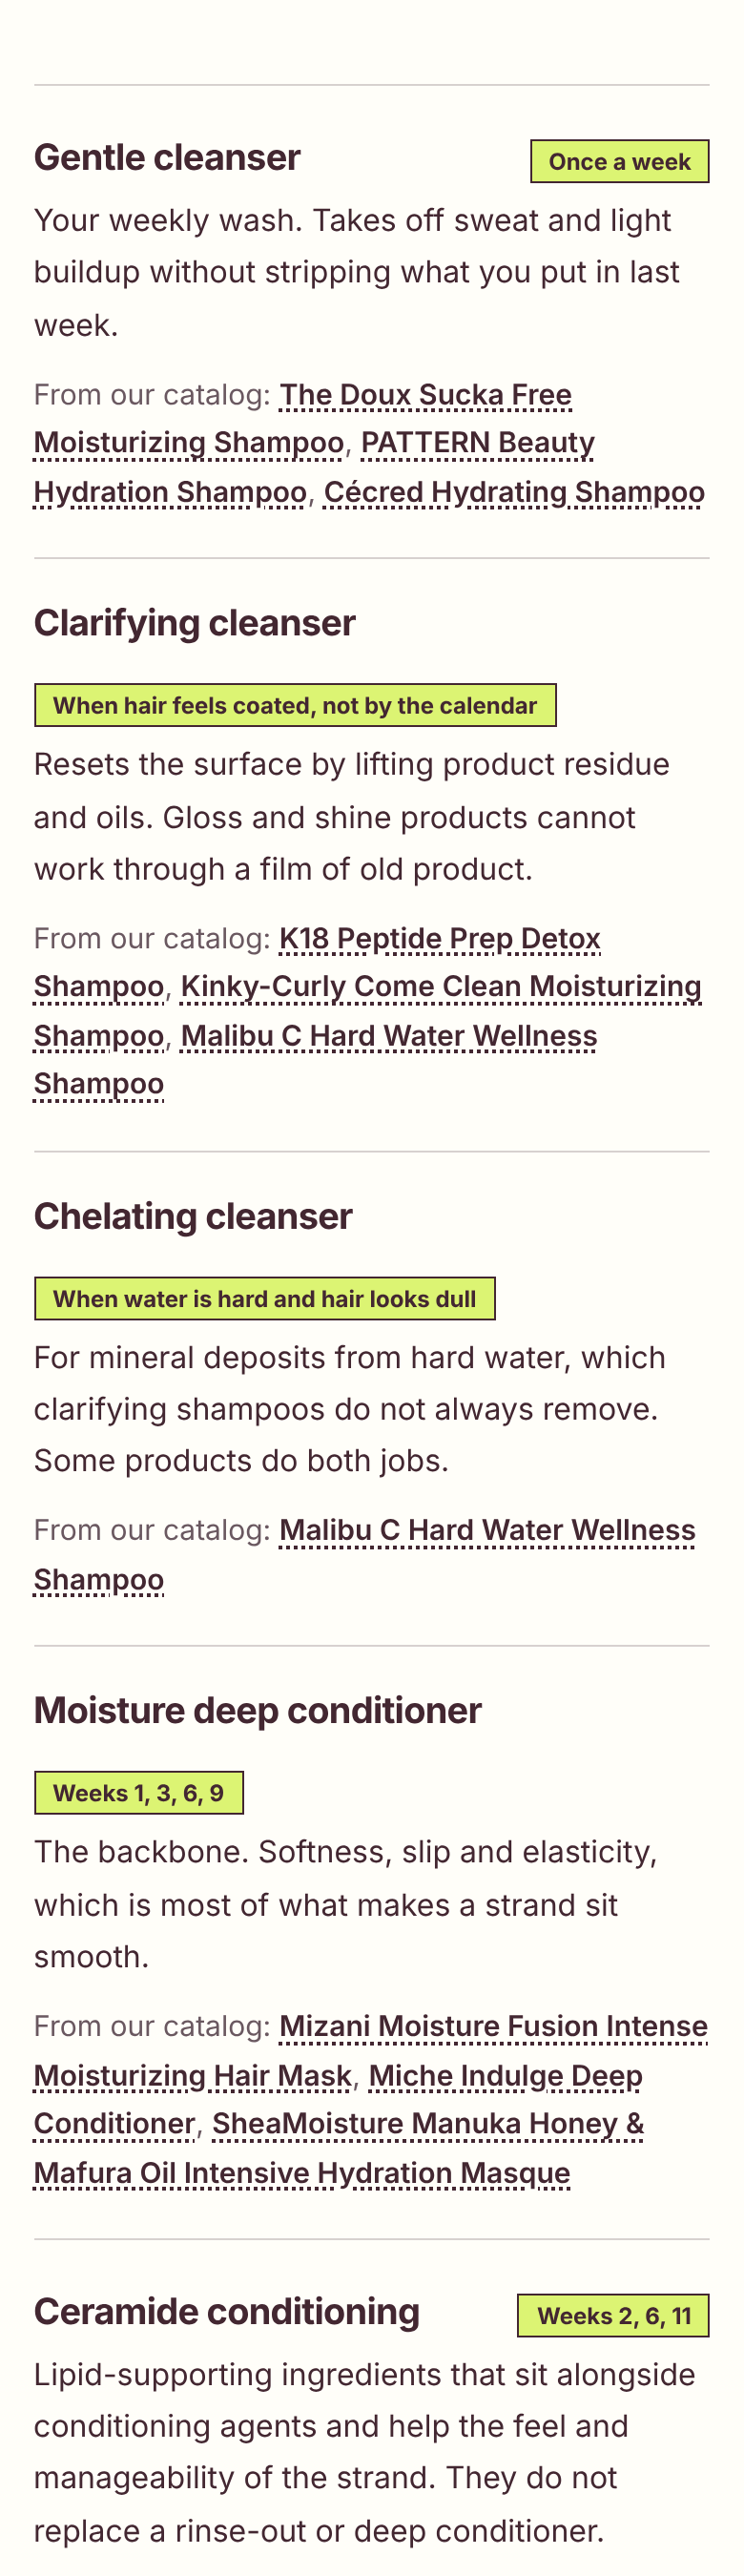 Gentle cleanser
Once a week
Your weekly wash. Takes off sweat and light
buildup without stripping what you put in last
week.
From our catalog: The Doux Sucka Free
Moisturizing Shampoo, PATTERN Beauty
Hydration Shampoo, Cécred Hydrating Shampoo
Clarifying cleanser
When hair feels coated, not by the calendar
Resets the surface by lifting product residue
and oils. Gloss and shine products cannot
work through a film of old product.
From our catalog: K18 Peptide Prep Detox
Shampoo, Kinky-Curly Come Clean Moisturizing
Shampoo, Malibu C Hard Water Wellness
Shampoo
Chelating cleanser
When water is hard and hair looks dull
For mineral deposits from hard water, which
clarifying shampoos do not always remove.
Some products do both jobs.
From our catalog: Malibu C Hard Water Wellness
Shampoo
Moisture deep conditioner
Weeks 1, 3, 6, 9
The backbone. Softness, slip and elasticity,
which is most of what makes a strand sit
smooth.
From our catalog: Mizani Moisture Fusion Intense
Moisturizing Hair Mask, Miche Indulge Deep
Conditioner, SheaMoisture Manuka Honey &
Mafura Oil Intensive Hydration Masque
Ceramide conditioning
Weeks 2, 6, 11
Lipid-supporting ingredients that sit alongside
conditioning agents and help the feel and
manageability of the strand. They do not
replace a rinse-out or deep conditioner.